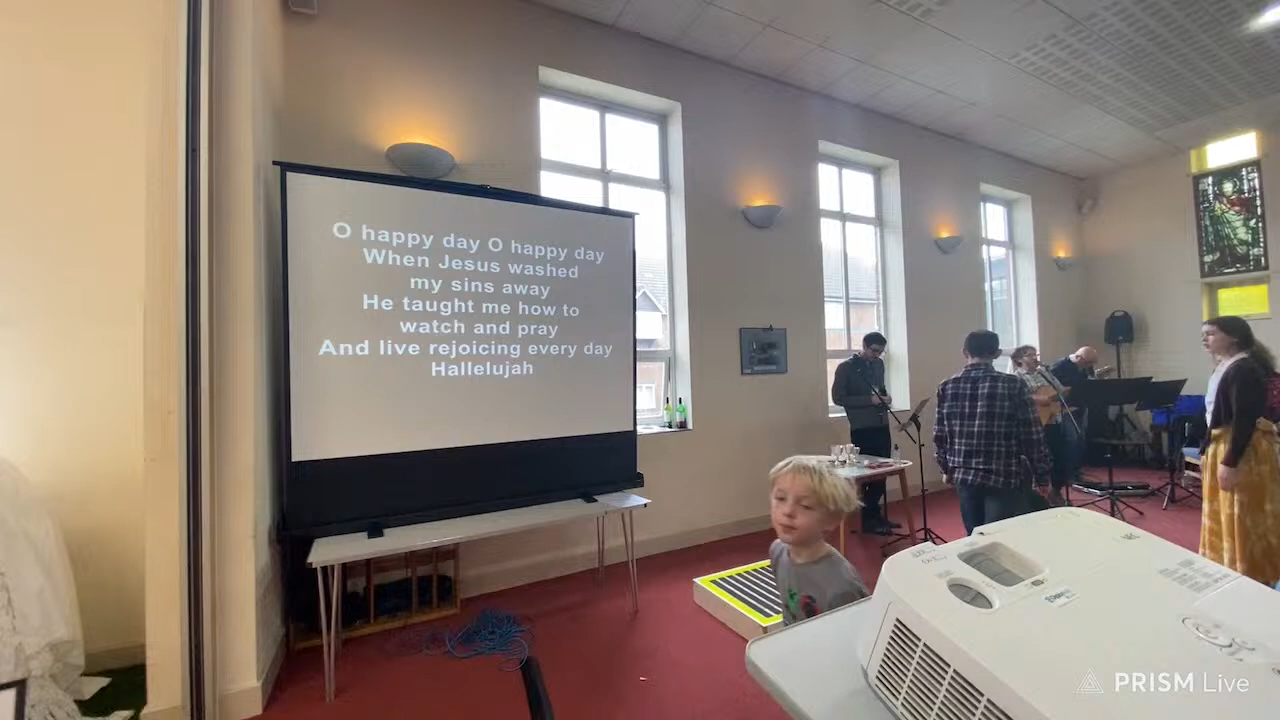 O happy day O happy day
When Jesus washed
my sins away
He taught me how to
watch and pray
And live rejoicing every day
Hallelujah
PRISM Live